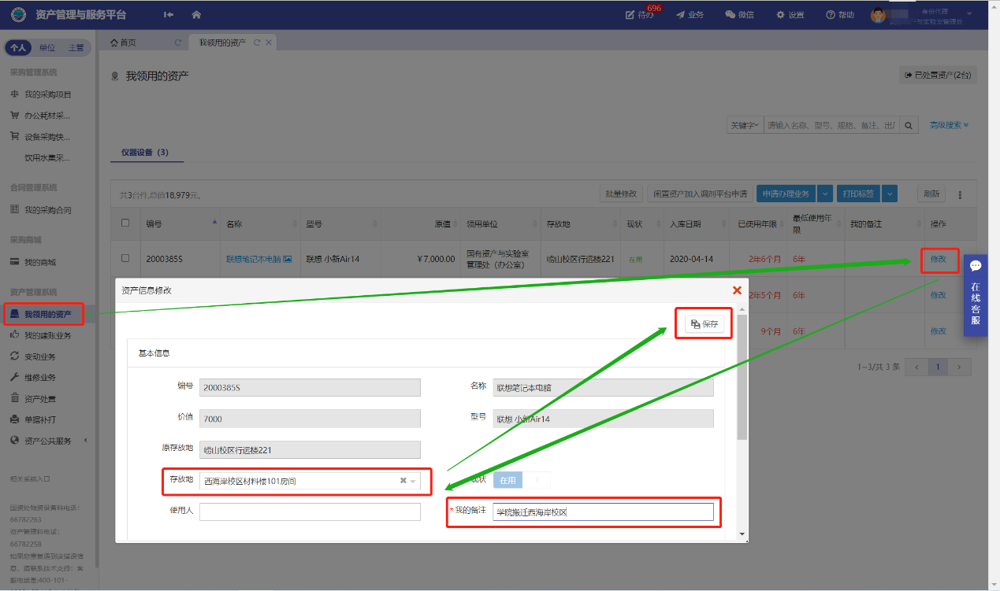 资产管理与服务平台
待办
696
业务
微信
设置
帮助
身份代理
与实验室管理处
个人 单位 主管
首页
我领用的资产
采购管理系统
我的采购项目
办公耗材采...
设备采购快...
饮用水集采...
合同管理系统
我的采购合同
采购商城
我的商城
资产管理系统
我领用的资产
我的建账业务
变动业务
维修业务
资产处置
单据补打
资产公共服务
相关系统入口
国资处物资设备科电话：
66782263
资产管理科电话：
66782258
如果您重复遇到该错误信
息，请联系技术支持：客
服电话是:400-101-
我领用的资产
已处置资产(2台)
关键字
请输入名称、型号、规格、备注、出厂
高级搜索
仪器设备（3）
共3台件,总值18,979元。
批量修改
闲置资产加入调剂平台申请
申请办理业务
打印标签
刷新
编号 名称 型号 原值 领用单位 存放地 现状 入库日期 已使用年限 最低使用年
限
我的备注 操作
2000385S 联想笔记本电脑 联想 小新Air14 ￥7,000.00 国有资产与实验室
管理处（办公室）
崂山校区行远楼221 在用 2020-04-14 2年6个月 6年 修改
2年5个月 6年 修改
9个月 6年 修改
1--3/共 3 条 1
在线客服
资产信息修改
保存
基本信息
编号 2000385S
名称 联想笔记本电脑
价值 7000
型号 联想 小新Air14
原存放地 崂山校区行远楼221
存放地 西海岸校区材料楼101房间
现状 在用
使用人
*我的备注 学院搬迁西海岸校区